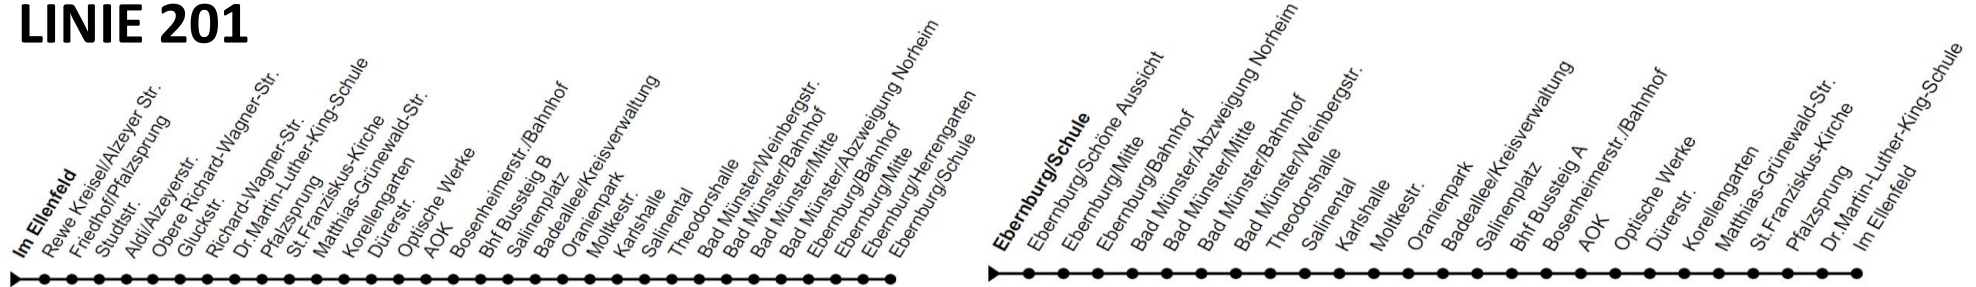 LINIE 201
Im Ellenfeld
Rewe Kreisel/Alzeyer Str.
Friedhof/Pfalzsprung
Studtstr.
Aldi/Alzeyerstr.
Obere Richard-Wagner-Str.
Gluckstr.
Richard-Wagner-Str.
Dr.Martin-Luther-King-Schule
Pfalzsprung
St.Franziskus-Kirche
Matthias-Grünewald-Str.
Korellengarten
Dürerstr.
Optische Werke
AOK
Bosenheimerstr./Bahnhof
Bhf Bussteig B
Salinenplatz
Badeallee/Kreisverwaltung
Oranienpark
Moltkestr.
Karlshalle
Salinental
Theodorshalle
Bad Münster/Weinbergstr.
Bad Münster/Bahnhof
Bad Münster/Mitte
Bad Münster/Abzweigung Norheim
Ebernburg/Bahnhof
Ebernburg/Mitte
Ebernburg/Herrengarten
Ebernburg/Schule
Ebernburg/Schule
Ebernburg/Schöne Aussicht
Ebernburg/Mitte
Ebernburg/Bahnhof
Bad Münster/Abzweigung Norheim
Bad Münster/Mitte
Bad Münster/Bahnhof
Bad Münster/Weinbergstr.
Theodorshalle
Salinental
Karlshalle
Moltkestr.
Oranienpark
Badeallee/Kreisverwaltung
Salinenplatz
Bhf Bussteig A
Bosenheimerstr./Bahnhof
AOK
Optische Werke
Dürerstr.
Korellengarten
Matthias-Grünewald-Str.
St.Franziskus-Kirche
Pfalzsprung
Dr.Martin-Luther-King-Schule
Im Ellenfeld